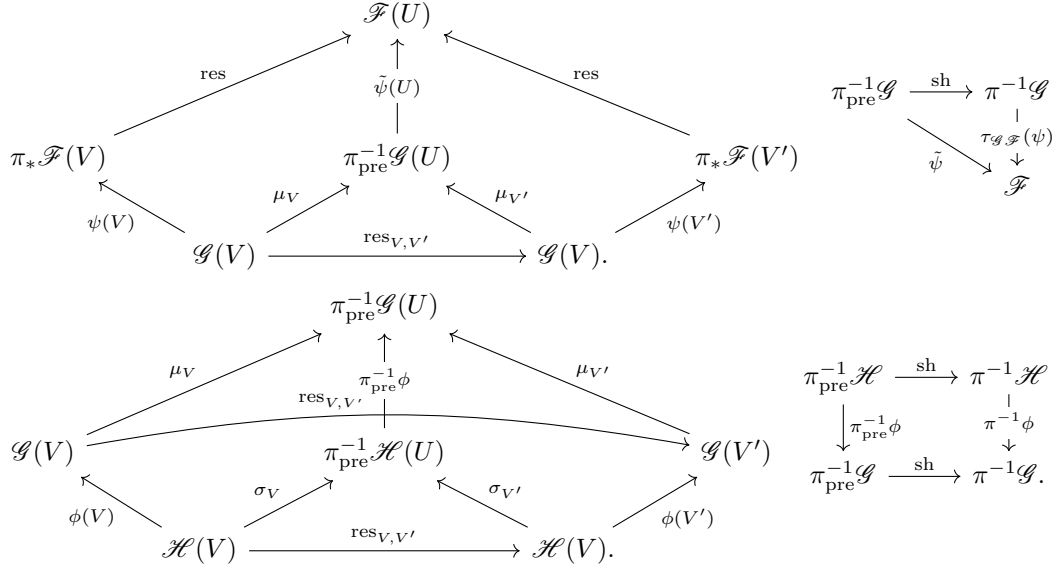 ℱ(U)
res ψ̃(U) res
π_*ℱ(V) π_pre^{-1}𝒢(U) π_*ℱ(V′)
ψ(V) μ_V μ_{V′} ψ(V′)
𝒢(V) res_{V,V′} 𝒢(V).
π_pre^{-1}𝒢 sh π^{-1}𝒢
ψ̃ τ_{𝒢ℱ}(ψ)
ℱ
π_pre^{-1}𝒢(U)
μ_V π_pre^{-1}ϕ μ_{V′}
res_{V,V′}
𝒢(V) π_pre^{-1}ℋ(U) 𝒢(V′)
ϕ(V) σ_V σ_{V′} ϕ(V′)
ℋ(V) res_{V,V′} ℋ(V).
π_pre^{-1}ℋ sh π^{-1}ℋ
π_pre^{-1}ϕ π^{-1}ϕ
π_pre^{-1}𝒢 sh π^{-1}𝒢.